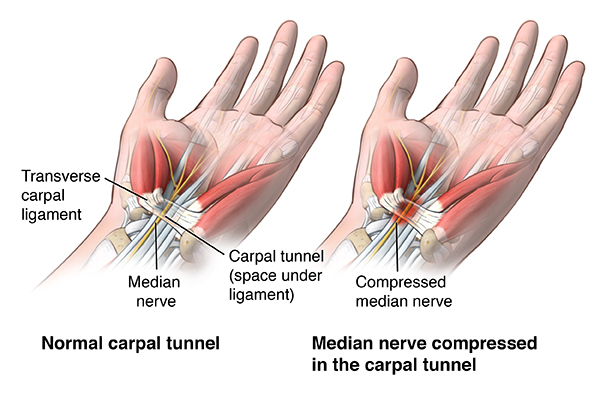 Transverse
carpal
ligament
Median
nerve
Carpal tunnel
(space under
ligament)
Compressed
median nerve
Normal carpal tunnel
Median nerve compressed
in the carpal tunnel